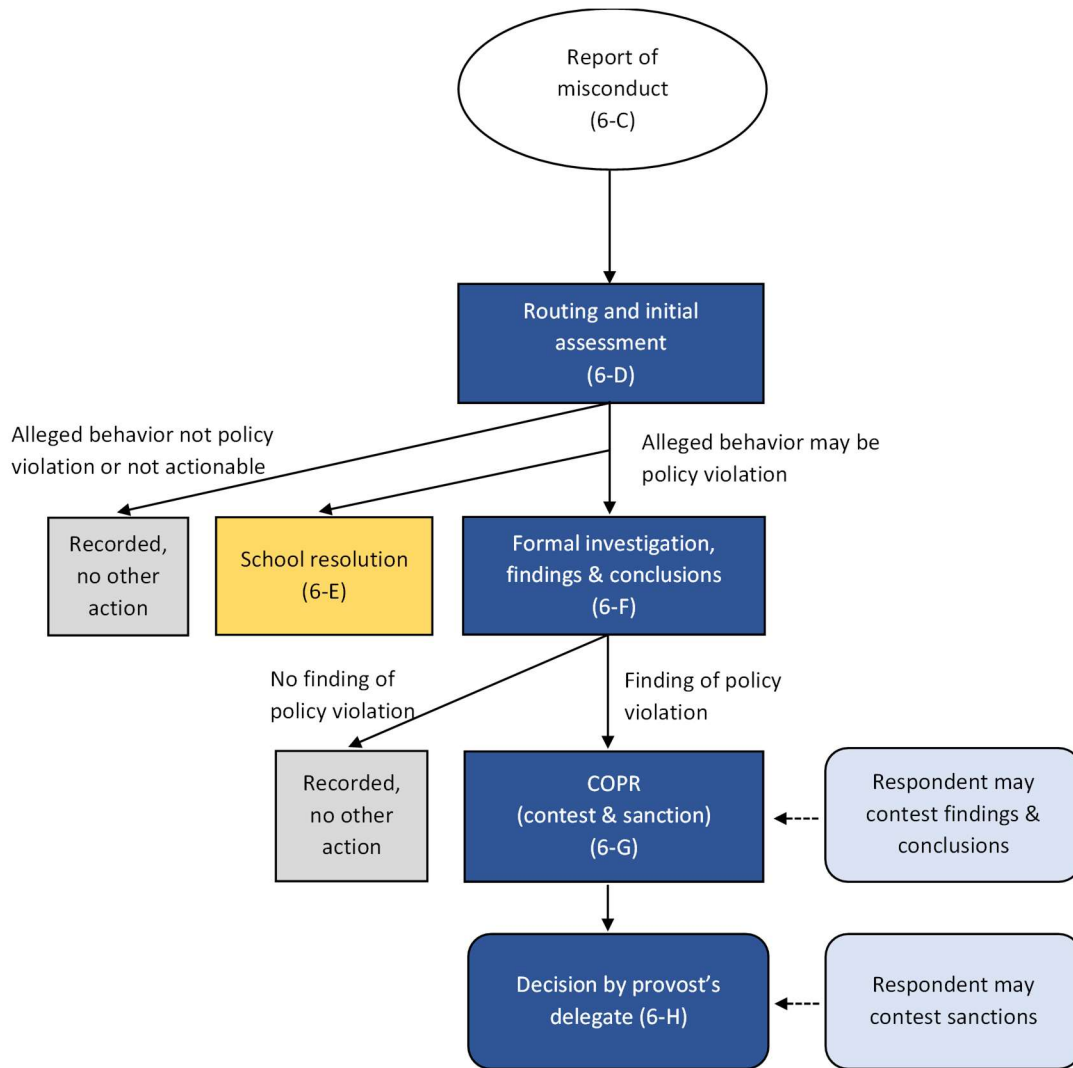 Report of
misconduct
(6-C)
Routing and initial
assessment
(6-D)
Alleged behavior not policy
violation or not actionable
Alleged behavior may be
policy violation
Recorded,
no other
action
School resolution
(6-E)
Formal investigation,
findings & conclusions
(6-F)
No finding of
policy violation
Finding of policy
violation
Recorded,
no other
action
COPR
(contest & sanction)
(6-G)
Respondent may
contest findings &
conclusions
Decision by provost’s
delegate (6-H)
Respondent may
contest sanctions